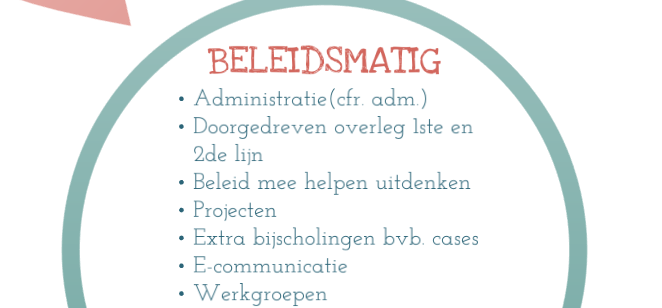 BELEIDSMATIG
• Administratie(cfr. adm.)
• Doorgedreven overleg 1ste en
2de lijn
• Beleid mee helpen uitdenken
• Projecten
• Extra bijscholingen bvb. cases
• E-communicatie
• Werkgroepen